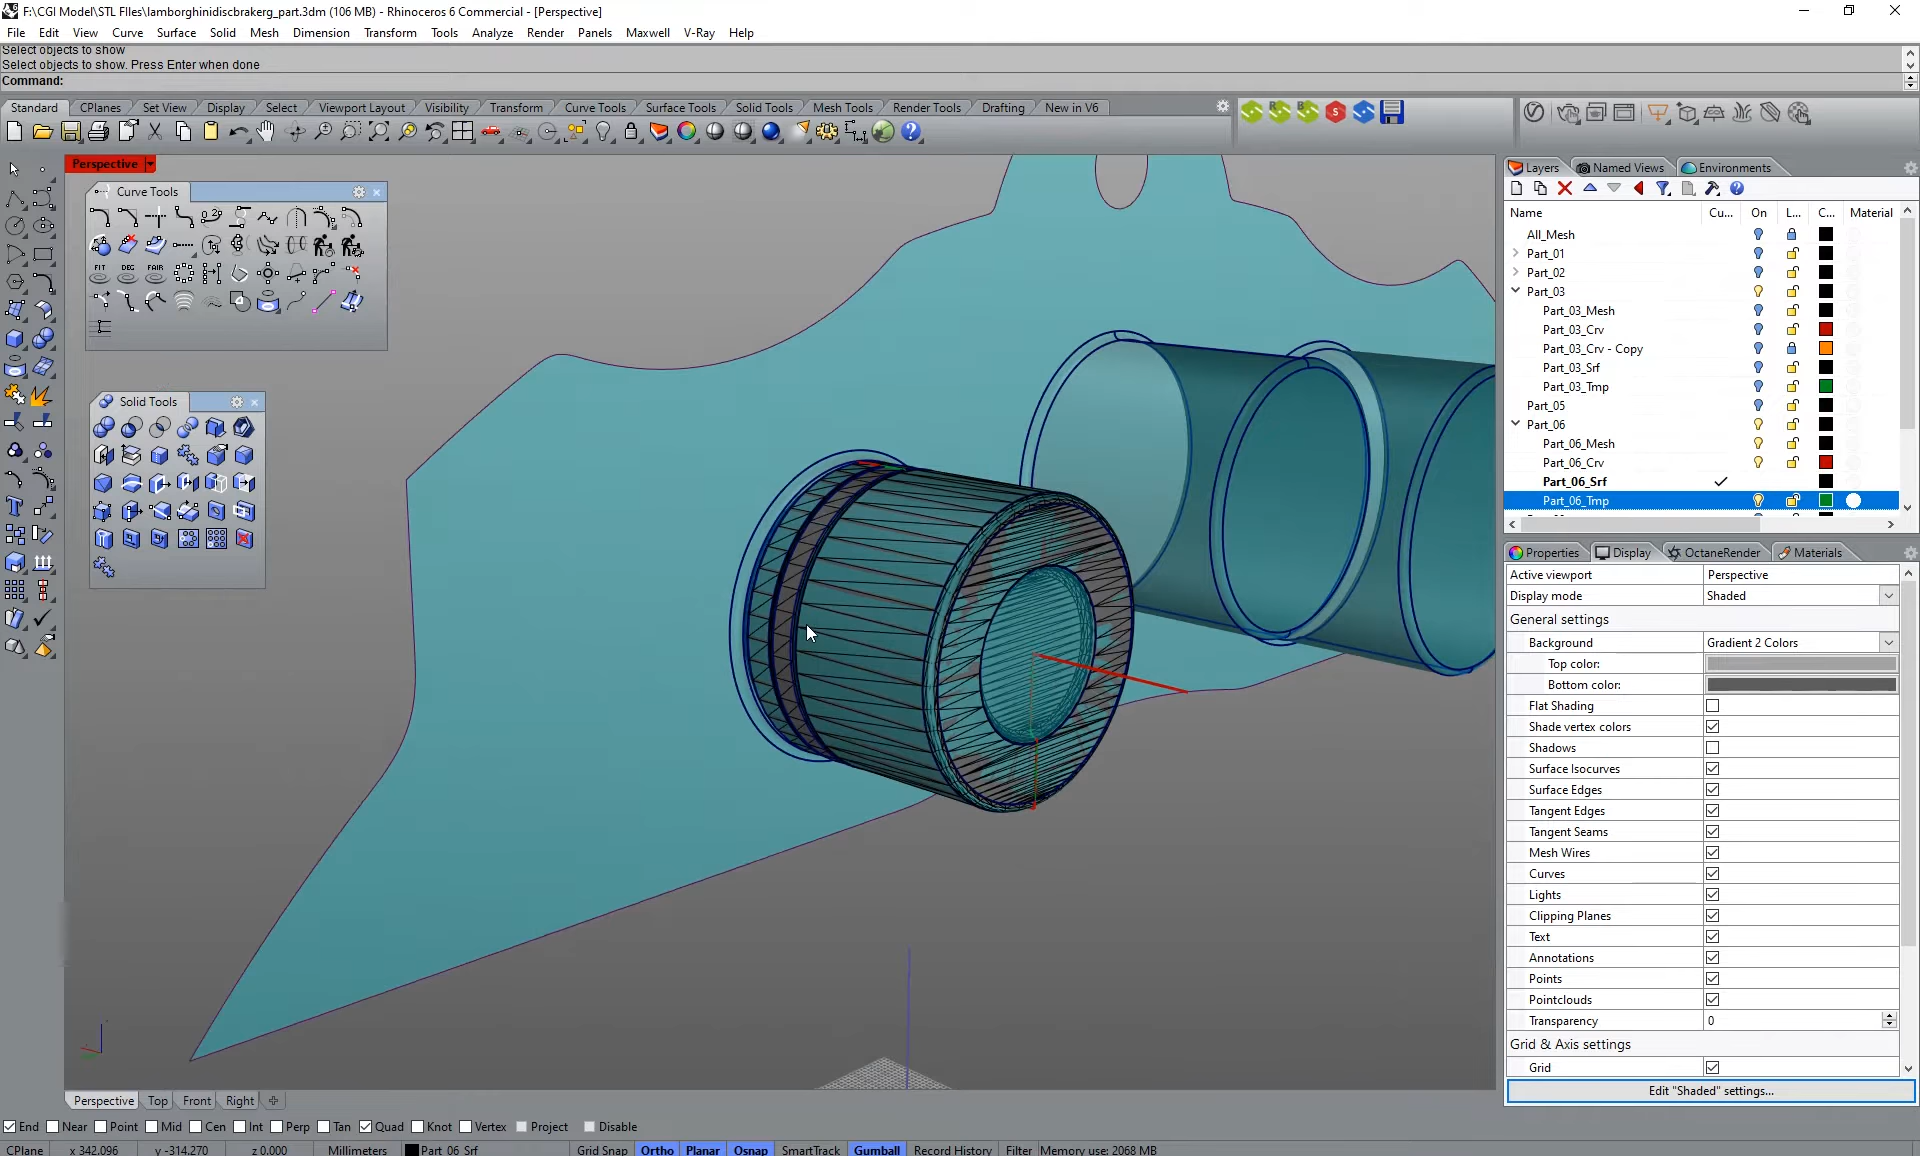 F:\CGI Model\STL FIles\lamborghinidiscbrakerg_part.3dm (106 MB) - Rhinoceros 6 Commercial - [Perspective]
File Edit View Curve Surface Solid Mesh Dimension Transform Tools Analyze Render Panels Maxwell V-Ray Help
Select objects to show
Select objects to show. Press Enter when done
Command:
Standard CPlanes Set View Display Select Viewport Layout Visibility Transform Curve Tools Surface Tools Solid Tools Mesh Tools Render Tools Drafting New in V6
Perspective
Curve Tools
FIT DEG FAIR
Solid Tools
Layers Named Views Environments
Name Cu... On L... C... Material
All_Mesh
Part_01
Part_02
Part_03
Part_03_Mesh
Part_03_Crv
Part_03_Crv - Copy
Part_03_Srf
Part_03_Tmp
Part_05
Part_06
Part_06_Mesh
Part_06_Crv
Part_06_Srf
Part_06_Tmp
Properties Display OctaneRender Materials
Active viewport Perspective
Display mode Shaded
General settings
Background Gradient 2 Colors
Top color:
Bottom color:
Flat Shading
Shade vertex colors
Shadows
Surface Isocurves
Surface Edges
Tangent Edges
Tangent Seams
Mesh Wires
Curves
Lights
Clipping Planes
Text
Annotations
Points
Pointclouds
Transparency 0
Grid & Axis settings
Grid
Edit "Shaded" settings...
Perspective Top Front Right
End Near Point Mid Cen Int Perp Tan Quad Knot Vertex Project Disable
CPlane x 342.096 y -314.270 z 0.000 Millimeters Part_06_Srf Grid Snap Ortho Planar Osnap SmartTrack Gumball Record History Filter Memory use: 2068 MB